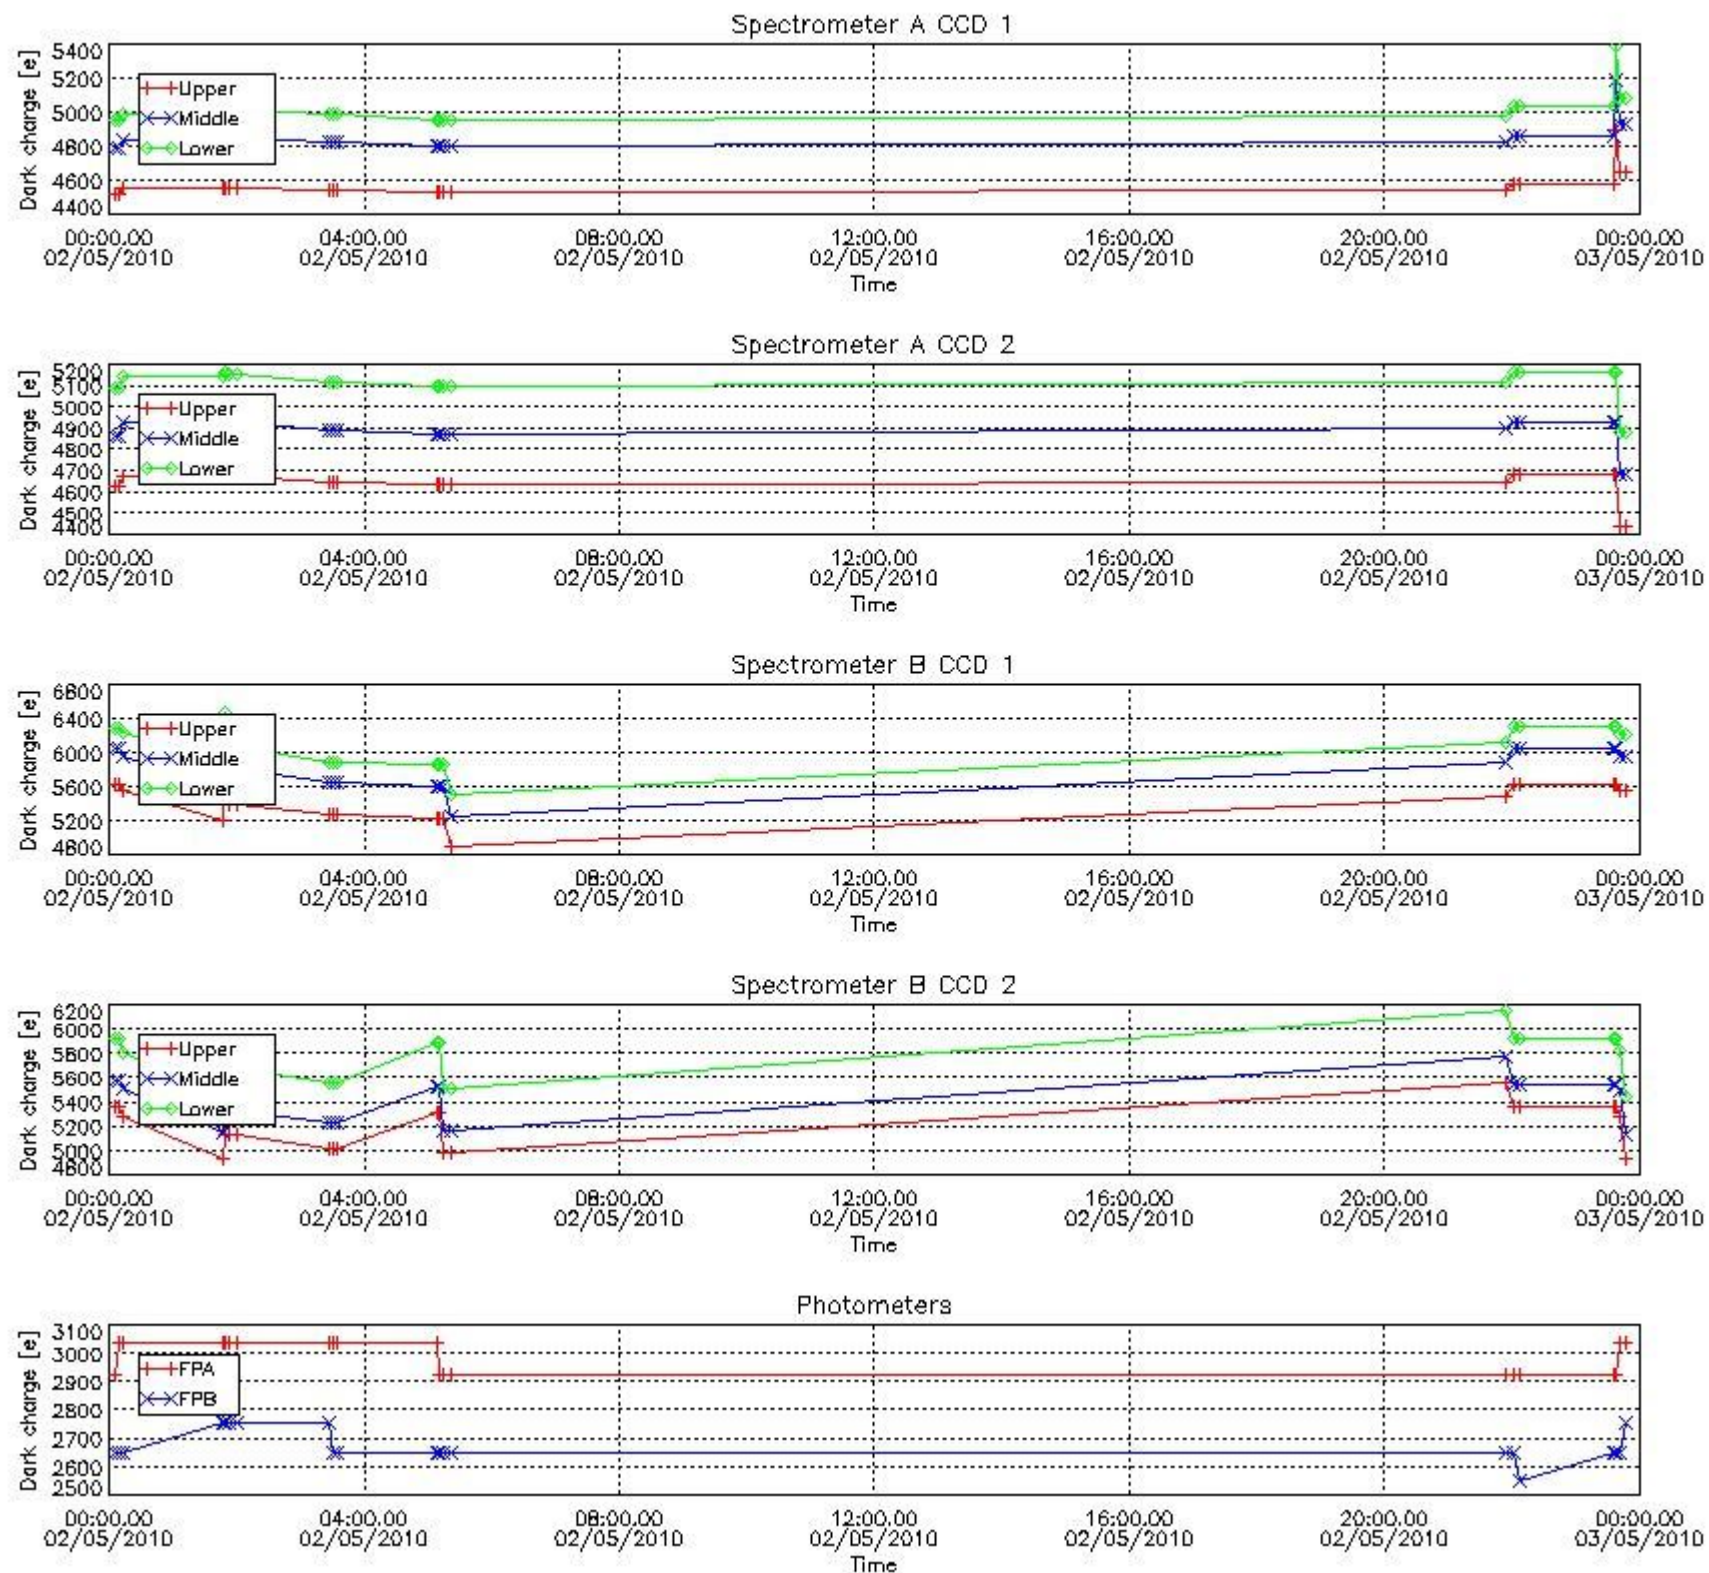 Spectrometer A CCD 1
Dark charge [e]
5400
5200
5000
4800
4600
4400
Upper
Middle
Lower
00:00.00 04:00.00 08:00.00 12:00.00 16:00.00 20:00.00 00:00.00
02/05/2010 02/05/2010 02/05/2010 02/05/2010 02/05/2010 02/05/2010 03/05/2010
Time
Spectrometer A CCD 2
Dark charge [e]
5200
5100
5000
4900
4800
4700
4600
4500
4400
Upper
Middle
Lower
00:00.00 04:00.00 08:00.00 12:00.00 16:00.00 20:00.00 00:00.00
02/05/2010 02/05/2010 02/05/2010 02/05/2010 02/05/2010 02/05/2010 03/05/2010
Time
Spectrometer B CCD 1
Dark charge [e]
6800
6400
6000
5600
5200
4800
Upper
Middle
Lower
00:00.00 04:00.00 08:00.00 12:00.00 16:00.00 20:00.00 00:00.00
02/05/2010 02/05/2010 02/05/2010 02/05/2010 02/05/2010 02/05/2010 03/05/2010
Time
Spectrometer B CCD 2
Dark charge [e]
6200
6000
5800
5600
5400
5200
5000
4800
Upper
Middle
Lower
00:00.00 04:00.00 08:00.00 12:00.00 16:00.00 20:00.00 00:00.00
02/05/2010 02/05/2010 02/05/2010 02/05/2010 02/05/2010 02/05/2010 03/05/2010
Time
Photometers
Dark charge [e]
3100
3000
2900
2800
2700
2600
2500
FPA
FPB
00:00.00 04:00.00 08:00.00 12:00.00 16:00.00 20:00.00 00:00.00
02/05/2010 02/05/2010 02/05/2010 02/05/2010 02/05/2010 02/05/2010 03/05/2010
Time